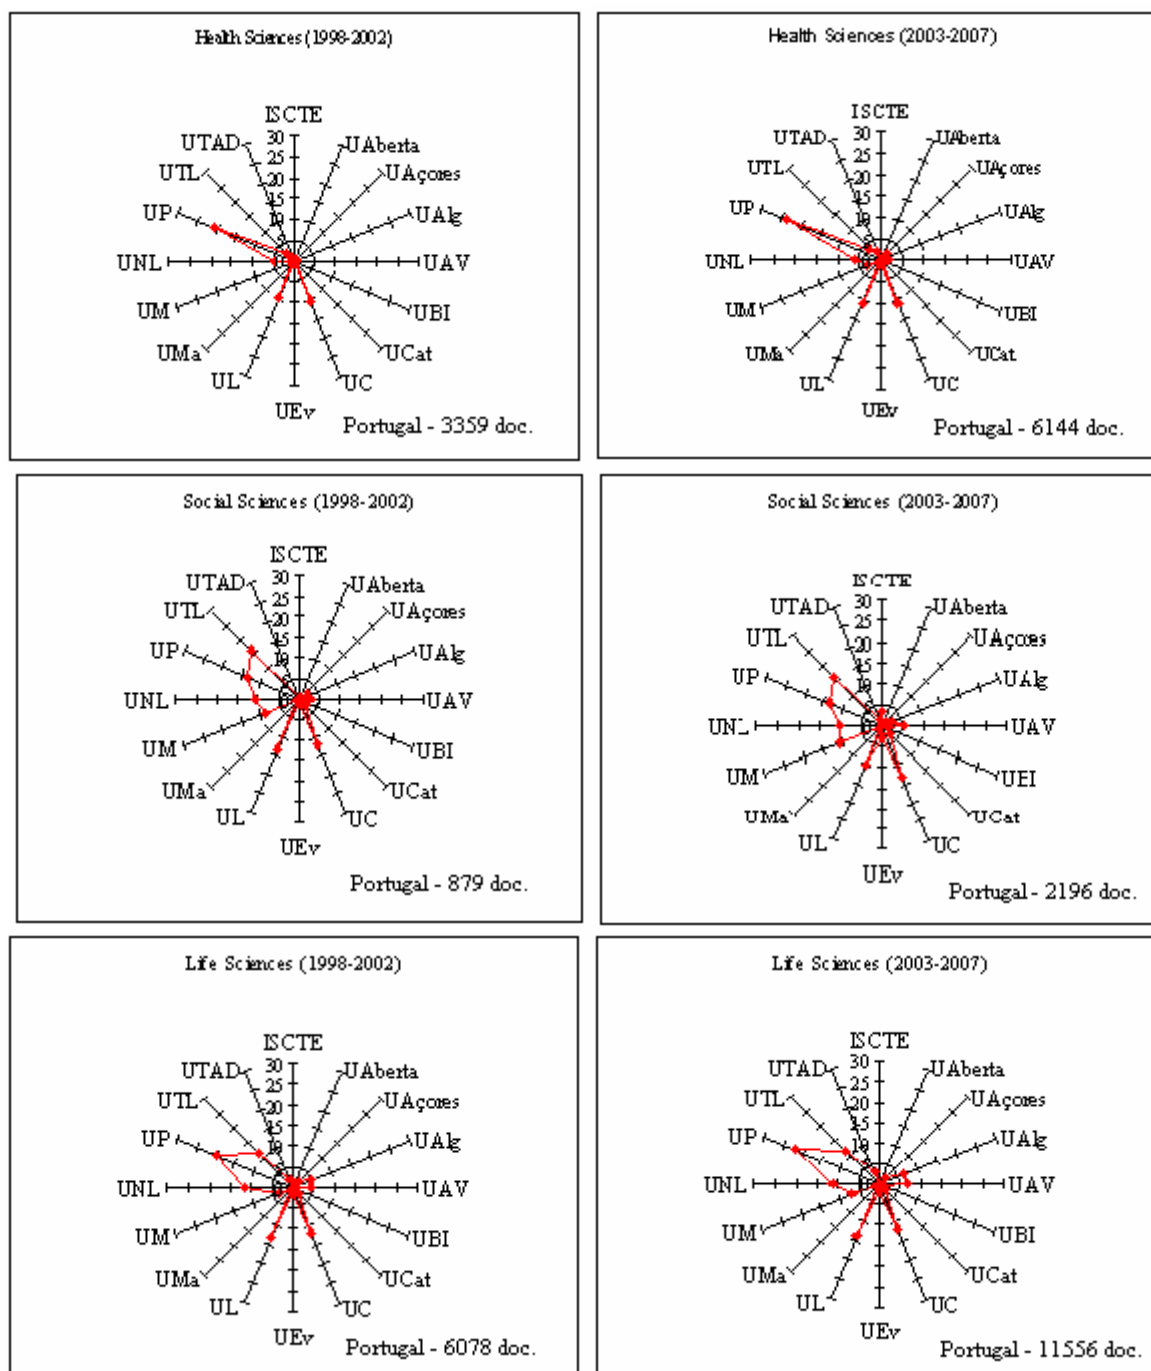 Health Sciences (1998-2002)
ISCTE
UTAD 30 UAberta
25
UTL 20 UAçores
15
UP 10 UAlg
UNL UAV
UM UBI
UMa UCat
UL UC
UEv
Portugal - 3359 doc.
Health Sciences (2003-2007)
ISCTE
UTAD 30 UAberta
25
UTL 20 UAçores
15
UP 10 UAlg
UNL UAV
UM UBI
UMa UCat
UL UC
UEv
Portugal - 6144 doc.
Social Sciences (1998-2002)
ISCTE
UTAD 30 UAberta
25
UTL 20 UAçores
15
UP 10 UAlg
UNL UAV
UM UBI
UMa UCat
UL UC
UEv
Portugal - 879 doc.
Social Sciences (2003-2007)
ISCTE
UTAD 30 UAberta
25
UTL 20 UAçores
15
UP 10 UAlg
UNL UAV
UM UBI
UMa UCat
UL UC
UEv
Portugal - 2196 doc.
Life Sciences (1998-2002)
ISCTE
UTAD 30 UAberta
25
UTL 20 UAçores
15
UP 10 UAlg
UNL UAV
UM UBI
UMa UCat
UL UC
UEv
Portugal - 6078 doc.
Life Sciences (2003-2007)
ISCTE
UTAD 30 UAberta
25
UTL 20 UAçores
15
UP 10 UAlg
UNL UAV
UM UBI
UMa UCat
UL UC
UEv
Portugal - 11556 doc.